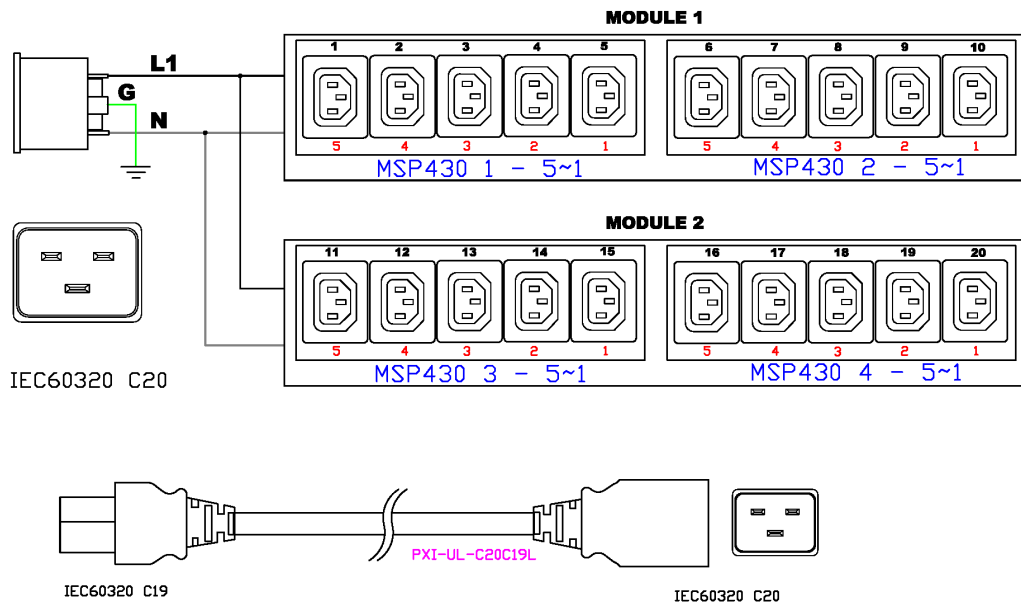 MODULE 1
L1
G
N
1 2 3 4 5 6 7 8 9 10
5 4 3 2 1 5 4 3 2 1
MSP430 1 - 5~1 MSP430 2 - 5~1
MODULE 2
11 12 13 14 15 16 17 18 19 20
5 4 3 2 1 5 4 3 2 1
MSP430 3 - 5~1 MSP430 4 - 5~1
IEC60320 C20
PXI-UL-C20C19L
IEC60320 C19
IEC60320 C20